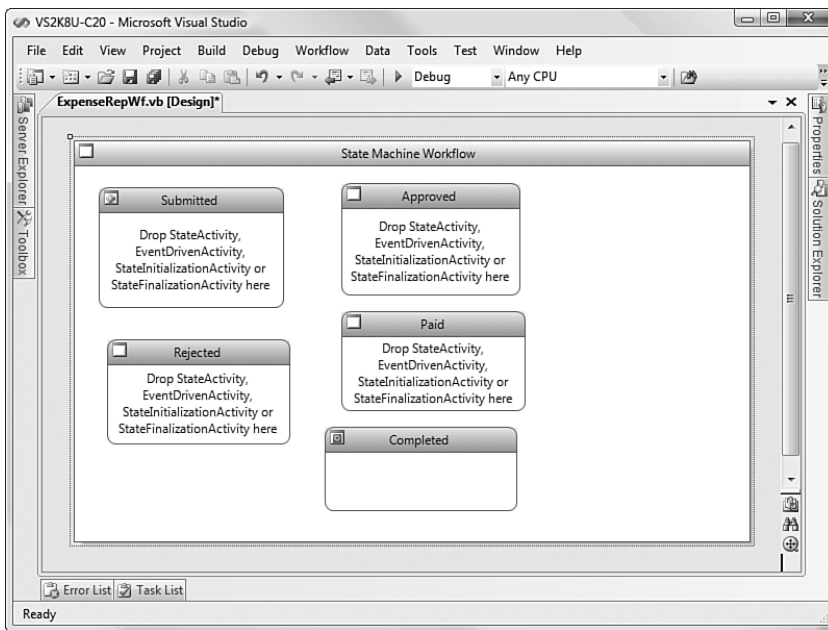 VS2K8U-C20 - Microsoft Visual Studio
File Edit View Project Build Debug Workflow Data Tools Test Window Help
Debug Any CPU
ExpenseRepWf.vb [Design]*
Server Explorer
Toolbox
Properties
Solution Explorer
State Machine Workflow
Submitted
Drop StateActivity,
EventDrivenActivity,
StateInitializationActivity or
StateFinalizationActivity here
Approved
Drop StateActivity,
EventDrivenActivity,
StateInitializationActivity or
StateFinalizationActivity here
Rejected
Drop StateActivity,
EventDrivenActivity,
StateInitializationActivity or
StateFinalizationActivity here
Paid
Drop StateActivity,
EventDrivenActivity,
StateInitializationActivity or
StateFinalizationActivity here
Completed
Error List Task List
Ready